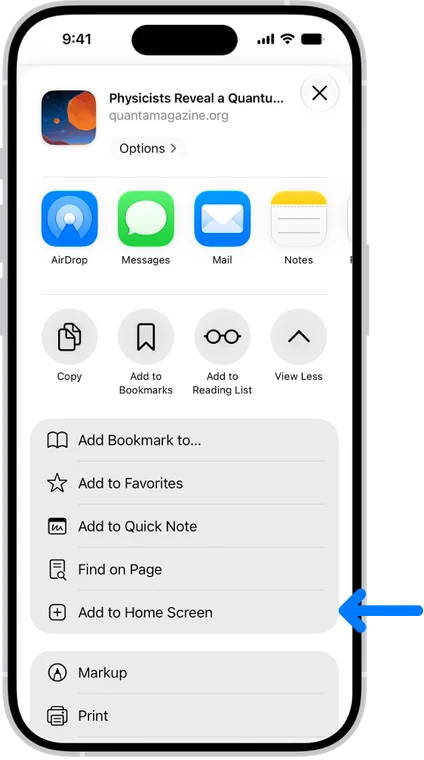 9:41
Physicists Reveal a Quantu...
quantamagazine.org
Options
AirDrop
Messages
Mail
Notes
Copy
Add to
Bookmarks
Add to
Reading List
View Less
Add Bookmark to...
Add to Favorites
Add to Quick Note
Find on Page
Add to Home Screen
Markup
Print